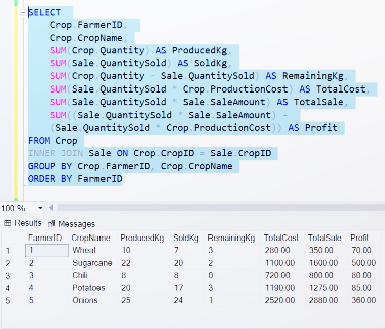 SELECT
Crop.FarmerID,
Crop.CropName,
SUM(Crop.Quantity) AS ProducedKg,
SUM(Sale.QuantitySold) AS SoldKg,
SUM(Crop.Quantity - Sale.QuantitySold) AS RemainingKg,
SUM(Sale.QuantitySold * Crop.ProductionCost) AS TotalCost,
SUM(Sale.QuantitySold * Sale.SaleAmount) AS TotalSale,
SUM((Sale.QuantitySold * Sale.SaleAmount) -
(Sale.QuantitySold * Crop.ProductionCost)) AS Profit
FROM Crop
INNER JOIN Sale ON Crop.CropID = Sale.CropID
GROUP BY Crop.FarmerID, Crop.CropName
ORDER BY FarmerID
100 %
Results Messages
FarmerID CropName ProducedKg SoldKg RemainingKg TotalCost TotalSale Profit
1 1 Wheat 10 7 3 280.00 350.00 70.00
2 2 Sugarcane 22 20 2 1100.00 1600.00 500.00
3 3 Chili 8 8 0 720.00 800.00 80.00
4 4 Potatoes 20 17 3 1190.00 1275.00 85.00
5 5 Onions 25 24 1 2520.00 2880.00 360.00